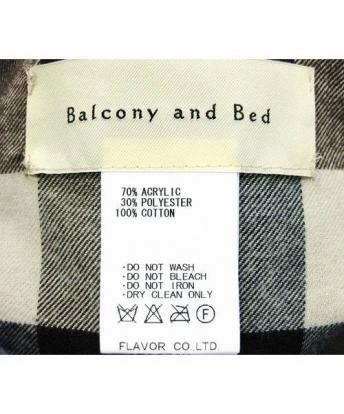 Balcony and Bed
70% ACRYLIC
30% POLYESTER
100% COTTON
・DO NOT WASH
・DO NOT BLEACH
・DO NOT IRON
・DRY CLEAN ONLY
F
FLAVOR CO.,LTD.